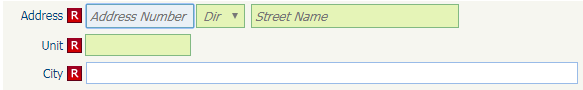 Address R Address Number Dir Street Name
Unit R
City R